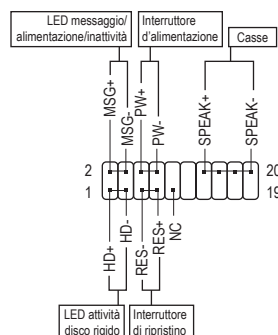 LED messaggio/
alimentazione/inattività
Interruttore
d'alimentazione
Casse
MSG+
MSG-
PW+
PW-
SPEAK+
SPEAK-
2
20
1
19
HD+
HD-
RES-
RES+
NC
LED attività
disco rigido
Interruttore
di ripristino